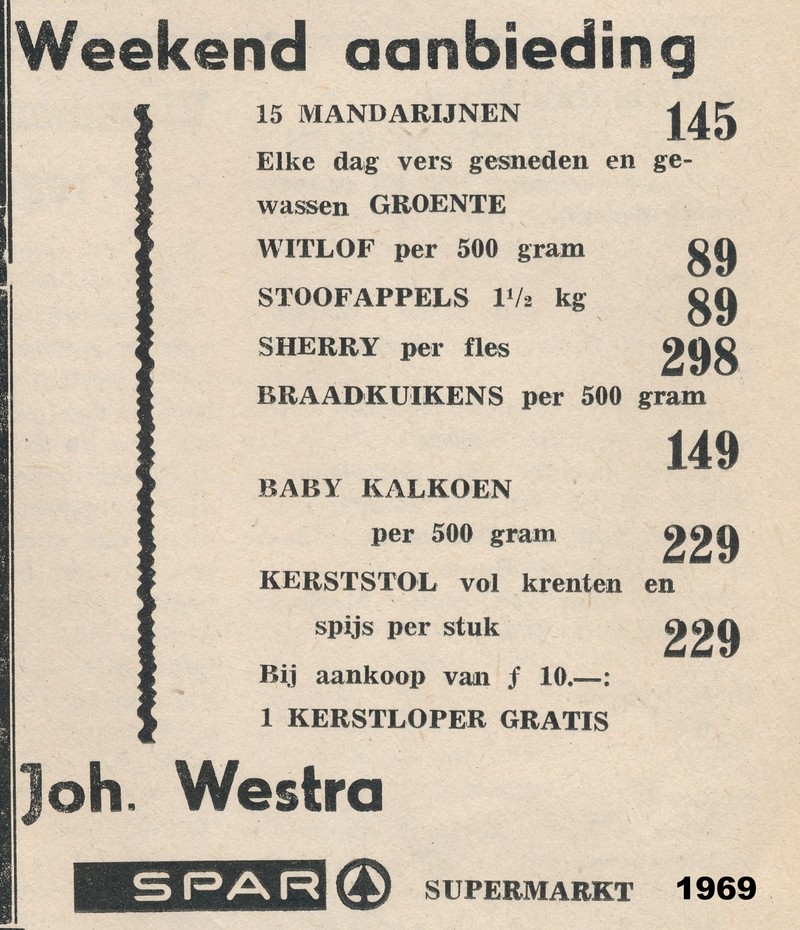 Weekend aanbieding
15 MANDARIJNEN 145
Elke dag vers gesneden en ge-
wassen GROENTE
WITLOF per 500 gram 89
STOOFAPPELS 1½ kg 89
SHERRY per fles 298
BRAADKUIKENS per 500 gram
149
BABY KALKOEN
per 500 gram 229
KERSTSTOL vol krenten en
spijs per stuk 229
Bij aankoop van ƒ 10.—:
1 KERSTLOPER GRATIS
Joh. Westra
SPAR SUPERMARKT 1969